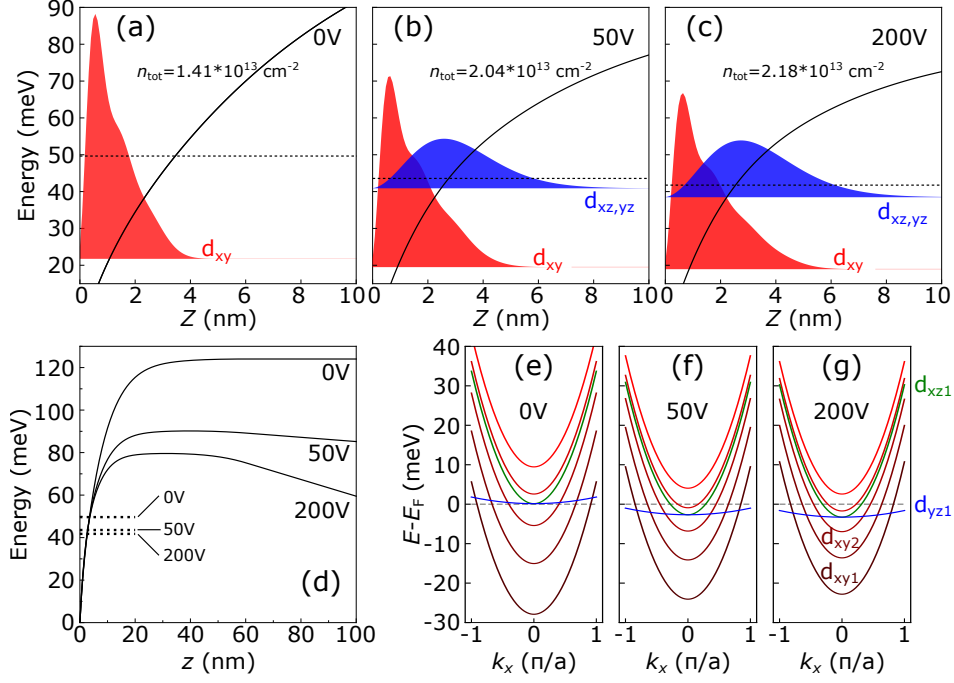 (a)
0V
n_tot=1.41*10^13 cm^-2
d_xy
90
80
70
60
50
40
30
20
Energy (meV)
0 2 4 6 8 10
Z (nm)
(b)
50V
n_tot=2.04*10^13 cm^-2
d_xz,yz
d_xy
0 2 4 6 8 10
Z (nm)
(c)
200V
n_tot=2.18*10^13 cm^-2
d_xz,yz
d_xy
0 2 4 6 8 10
Z (nm)
120
100
80
60
40
20
0
Energy (meV)
0V
50V
200V
0V
50V
200V
(d)
0 20 40 60 80 100
z (nm)
40
30
20
10
0
-10
-20
-30
E-E_F (meV)
(e)
0V
-1 0 1
k_x (π/a)
(f)
50V
-1 0 1
k_x (π/a)
(g)
200V
d_xz1
d_yz1
d_xy2
d_xy1
-1 0 1
k_x (π/a)